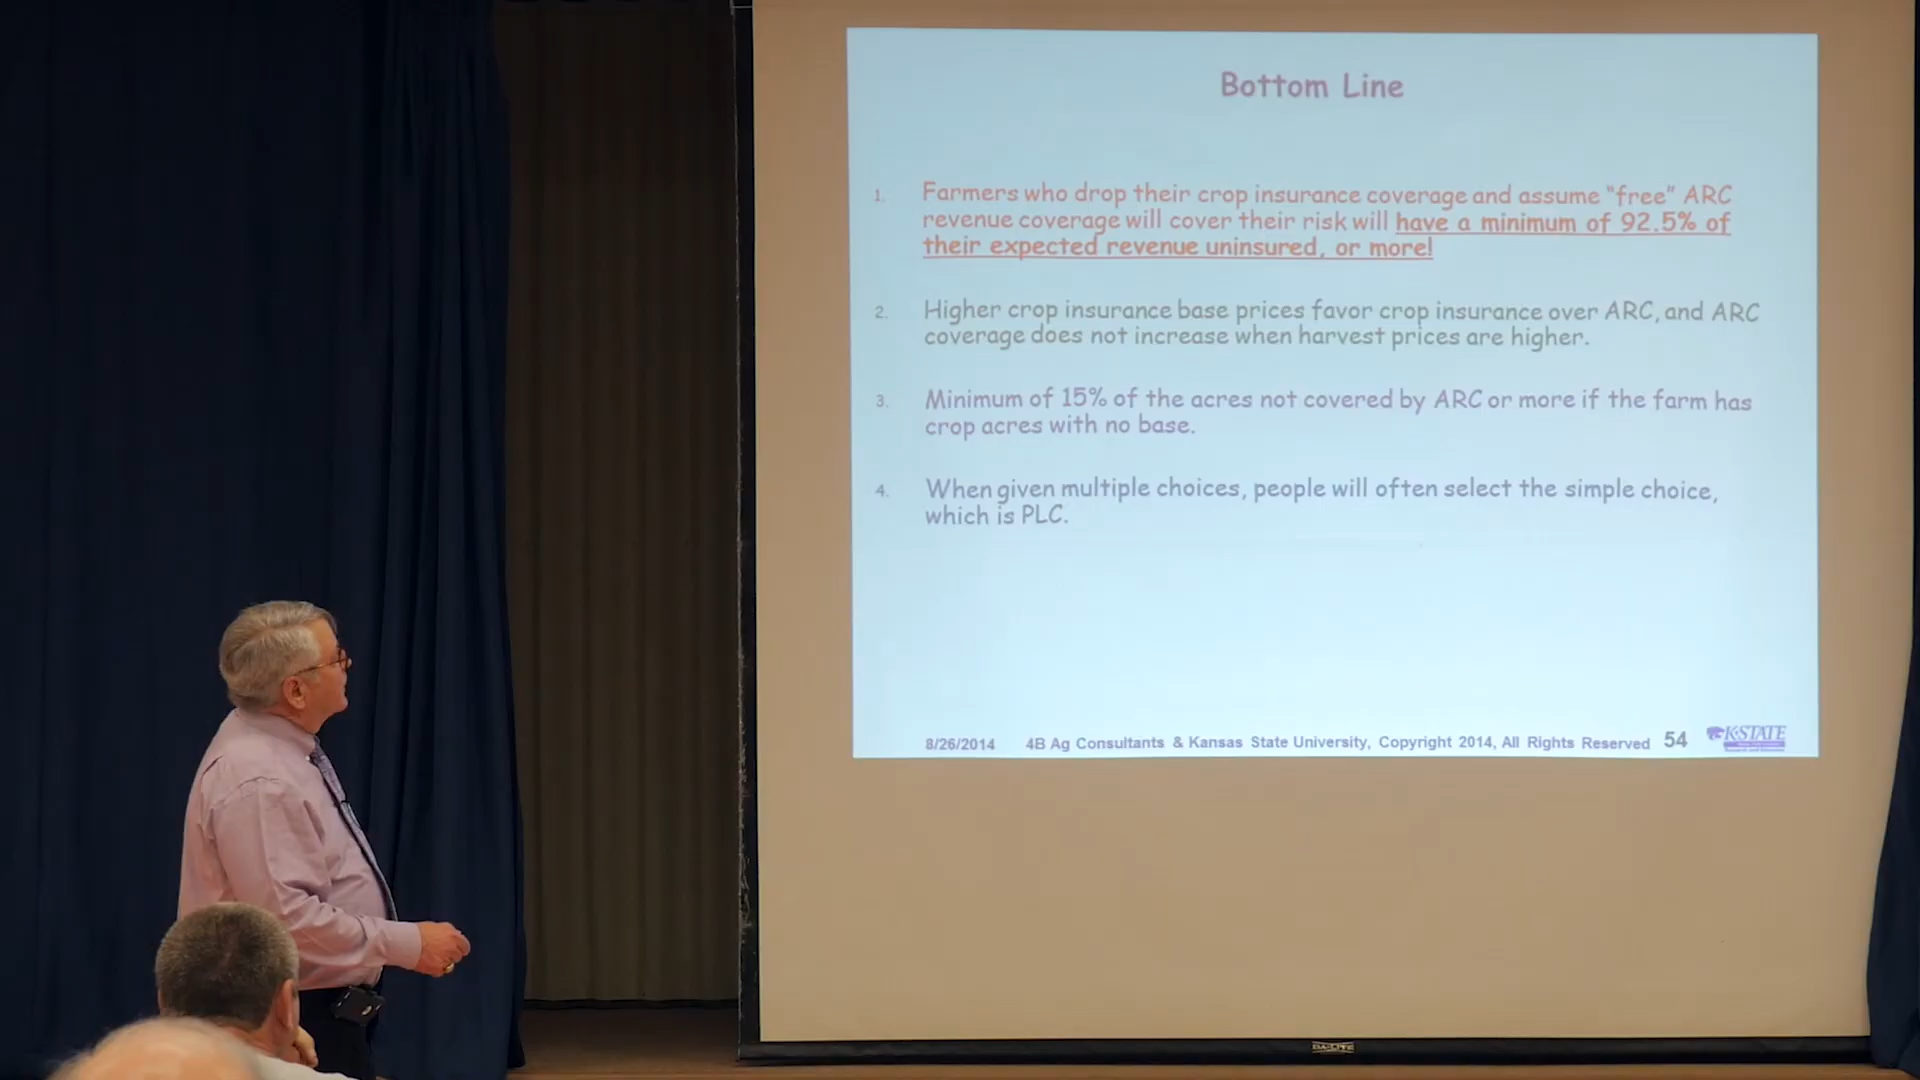 Bottom Line
1. Farmers who drop their crop insurance coverage and assume "free" ARC
revenue coverage will cover their risk will have a minimum of 92.5% of
their expected revenue uninsured, or more!
2. Higher crop insurance base prices favor crop insurance over ARC, and ARC
coverage does not increase when harvest prices are higher.
3. Minimum of 15% of the acres not covered by ARC or more if the farm has
crop acres with no base.
4. When given multiple choices, people will often select the simple choice,
which is PLC.
8/26/2014 4B Ag Consultants & Kansas State University, Copyright 2014, All Rights Reserved 54 K-STATE
DA-LITE